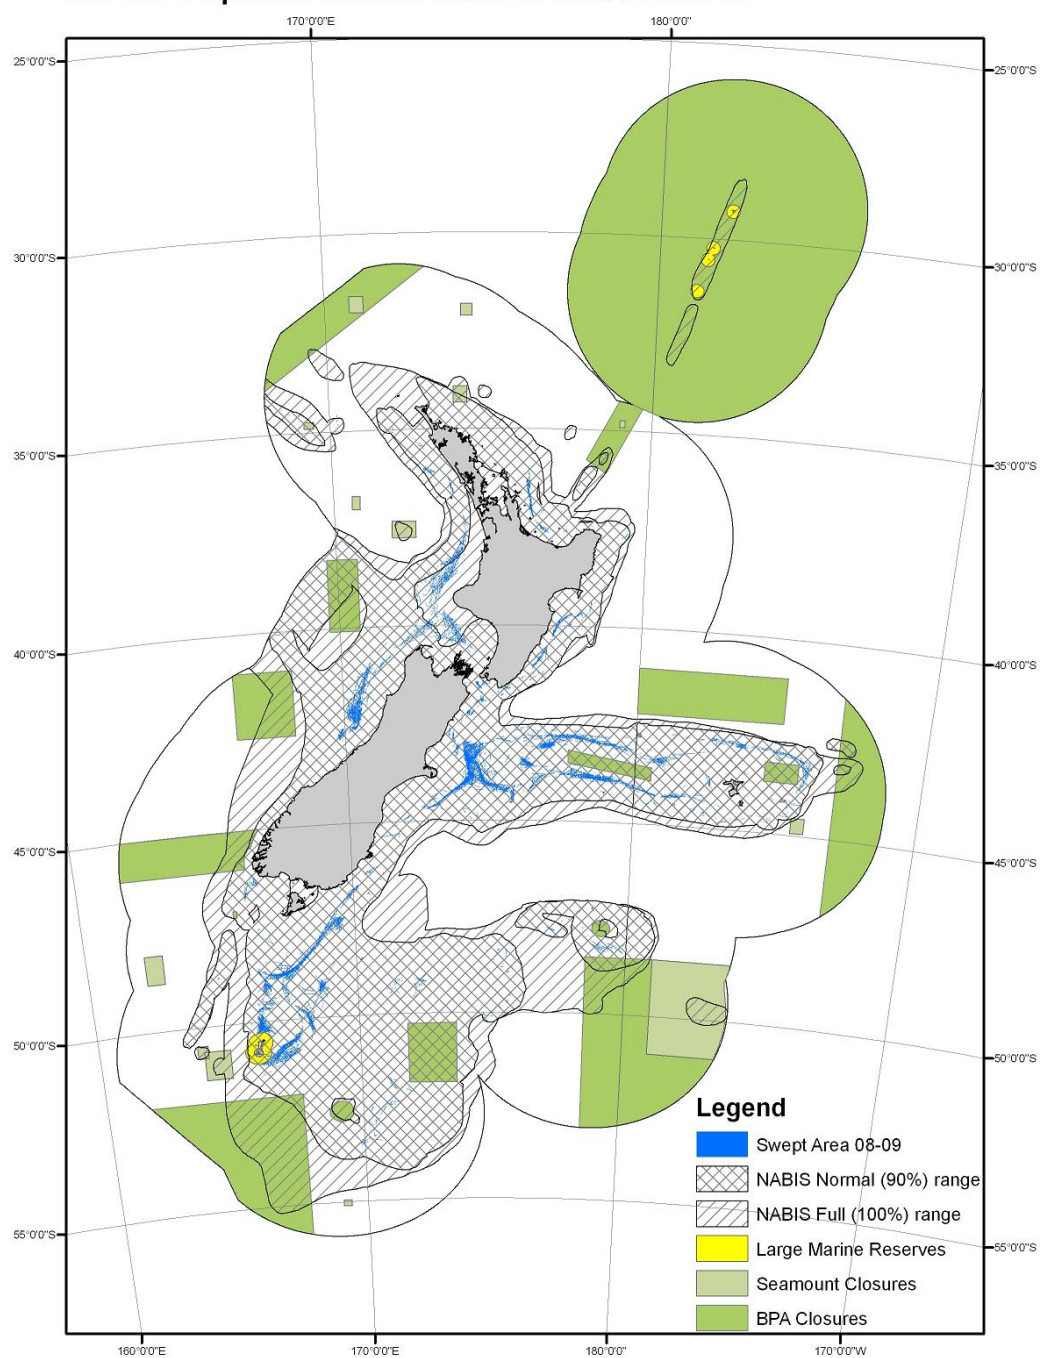 170°0'0"E
180°0'0"
25°0'0"S
25°0'0"S
30°0'0"S
30°0'0"S
35°0'0"S
35°0'0"S
40°0'0"S
40°0'0"S
45°0'0"S
45°0'0"S
50°0'0"S
50°0'0"S
Legend
Swept Area 08-09
NABIS Normal (90%) range
NABIS Full (100%) range
55°0'0"S
55°0'0"S
Large Marine Reserves
Seamount Closures
BPA Closures
160°0'0"E
170°0'0"E
180°0'0"
170°0'0"W